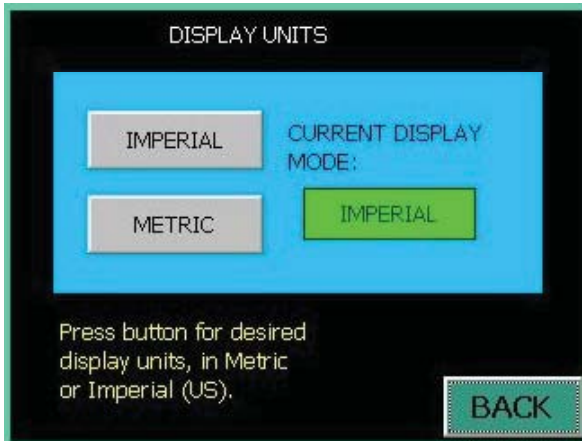 DISPLAY UNITS
IMPERIAL
METRIC
CURRENT DISPLAY
MODE:
IMPERIAL
Press button for desired
display units, in Metric
or Imperial (US).
BACK